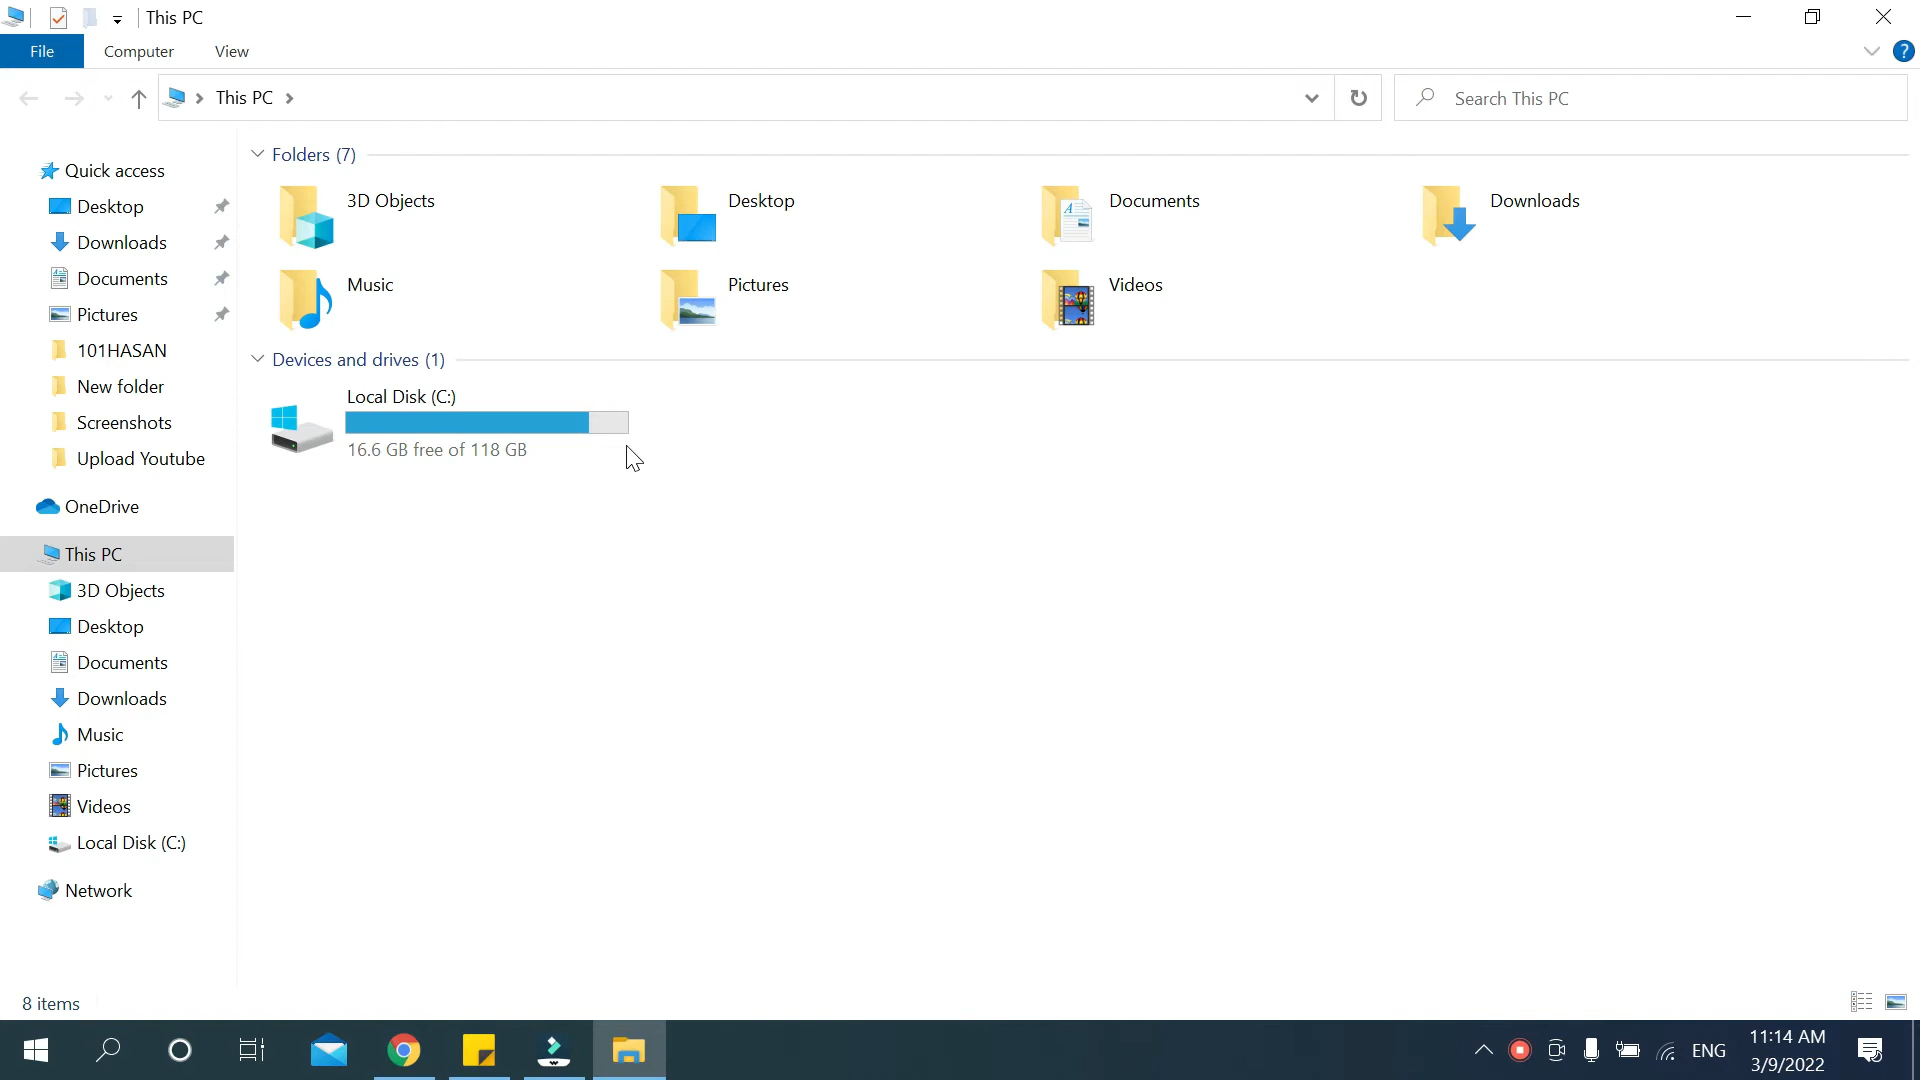 This PC
File
Computer
View
?
This PC
Search This PC
Quick access
Desktop
Downloads
Documents
Pictures
101HASAN
New folder
Screenshots
Upload Youtube
OneDrive
This PC
3D Objects
Desktop
Documents
Downloads
Music
Pictures
Videos
Local Disk (C:)
Network
Folders (7)
3D Objects
Desktop
Documents
Downloads
Music
Pictures
Videos
Devices and drives (1)
Local Disk (C:)
16.6 GB free of 118 GB
8 items
ENG
11:14 AM
3/9/2022